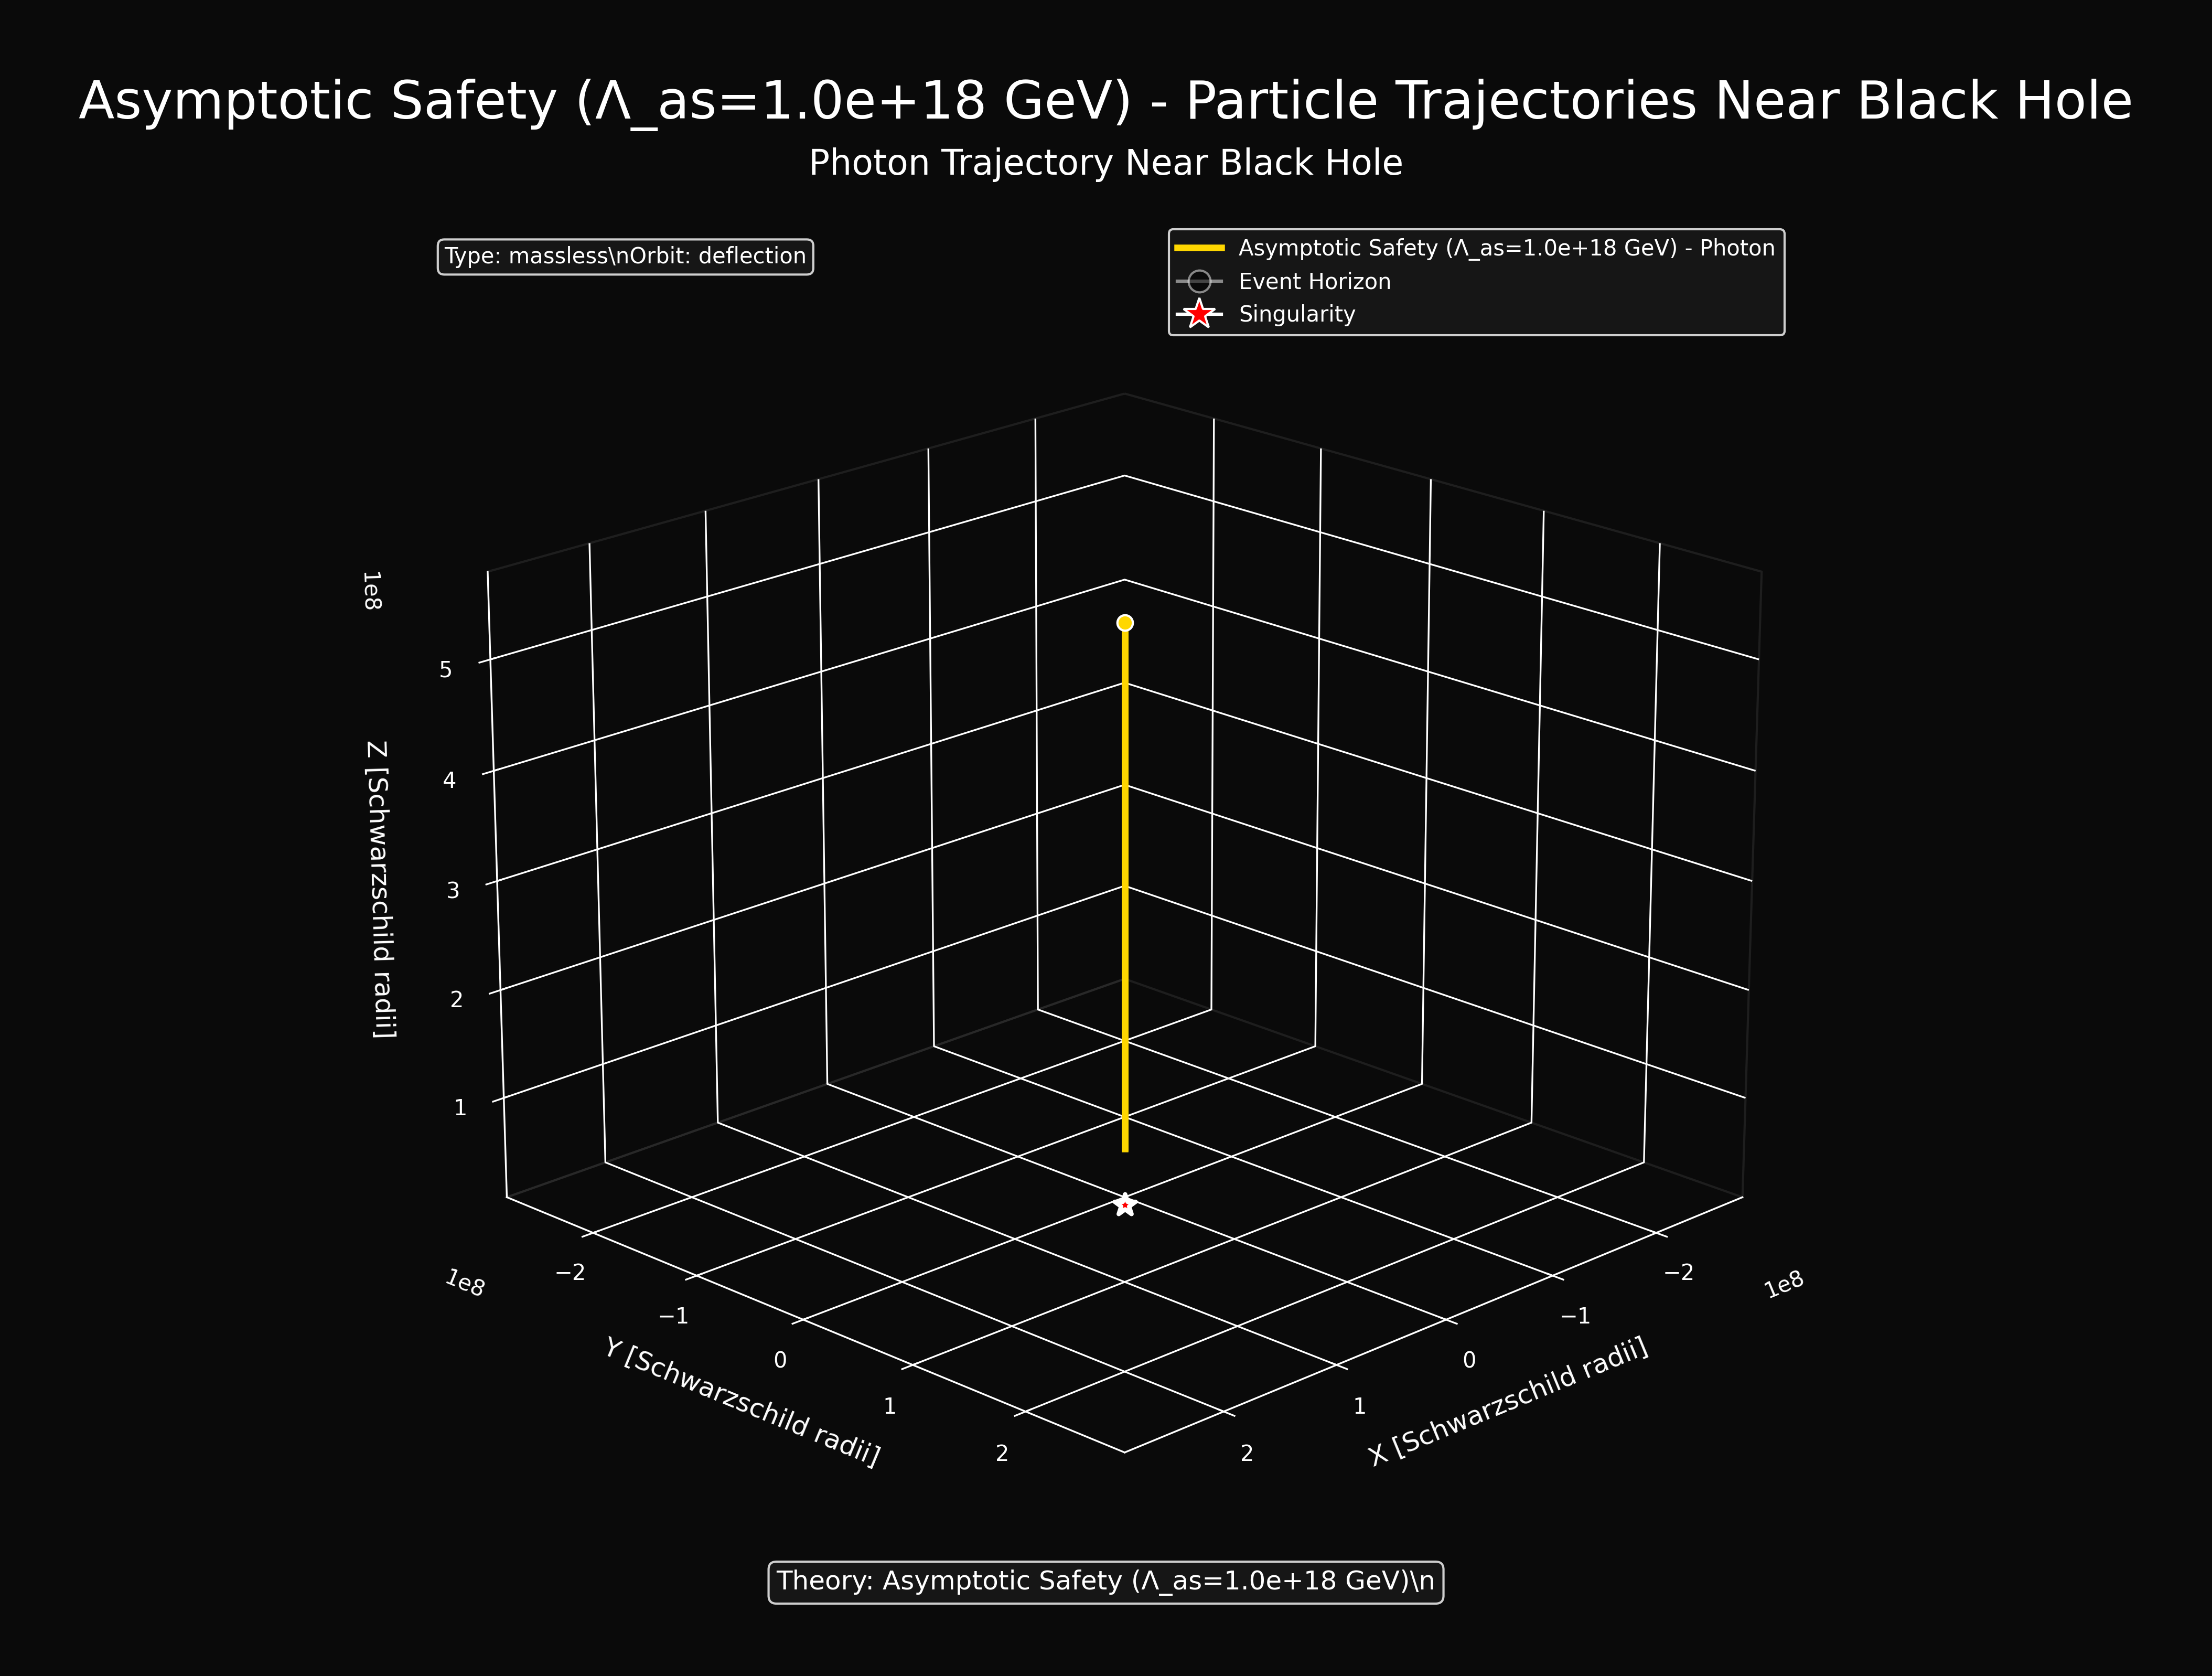 Asymptotic Safety (Λ_as=1.0e+18 GeV) - Particle Trajectories Near Black Hole
Photon Trajectory Near Black Hole
Type: massless\nOrbit: deflection
Asymptotic Safety (Λ_as=1.0e+18 GeV) - Photon
Event Horizon
Singularity
1e8
5
4
3
2
1
Z [Schwarzschild radii]
1e8
−2
−1
0
1
2
Y [Schwarzschild radii]
1e8
−2
−1
0
1
2
X [Schwarzschild radii]
Theory: Asymptotic Safety (Λ_as=1.0e+18 GeV)\n